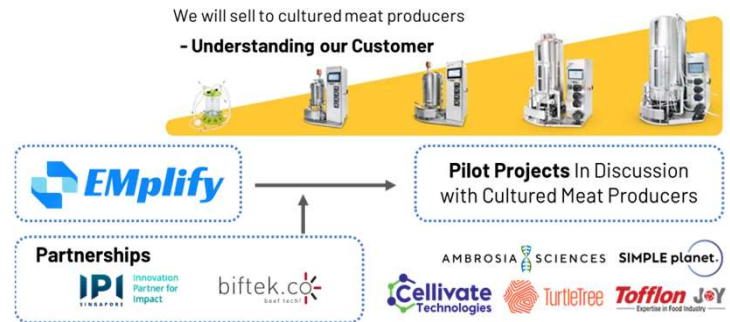 We will sell to cultured meat producers
- Understanding our Customer
EMplify
Pilot Projects In Discussion
with Cultured Meat Producers
Partnerships
IPI
SINGAPORE
Innovation
Partner for
Impact
biftek.co
beef tech!
AMBROSIA SCIENCES
SIMPLE planet.
Cellivate
Technologies
TurtleTree
Tofflon JOY
Expertise in Food Industry